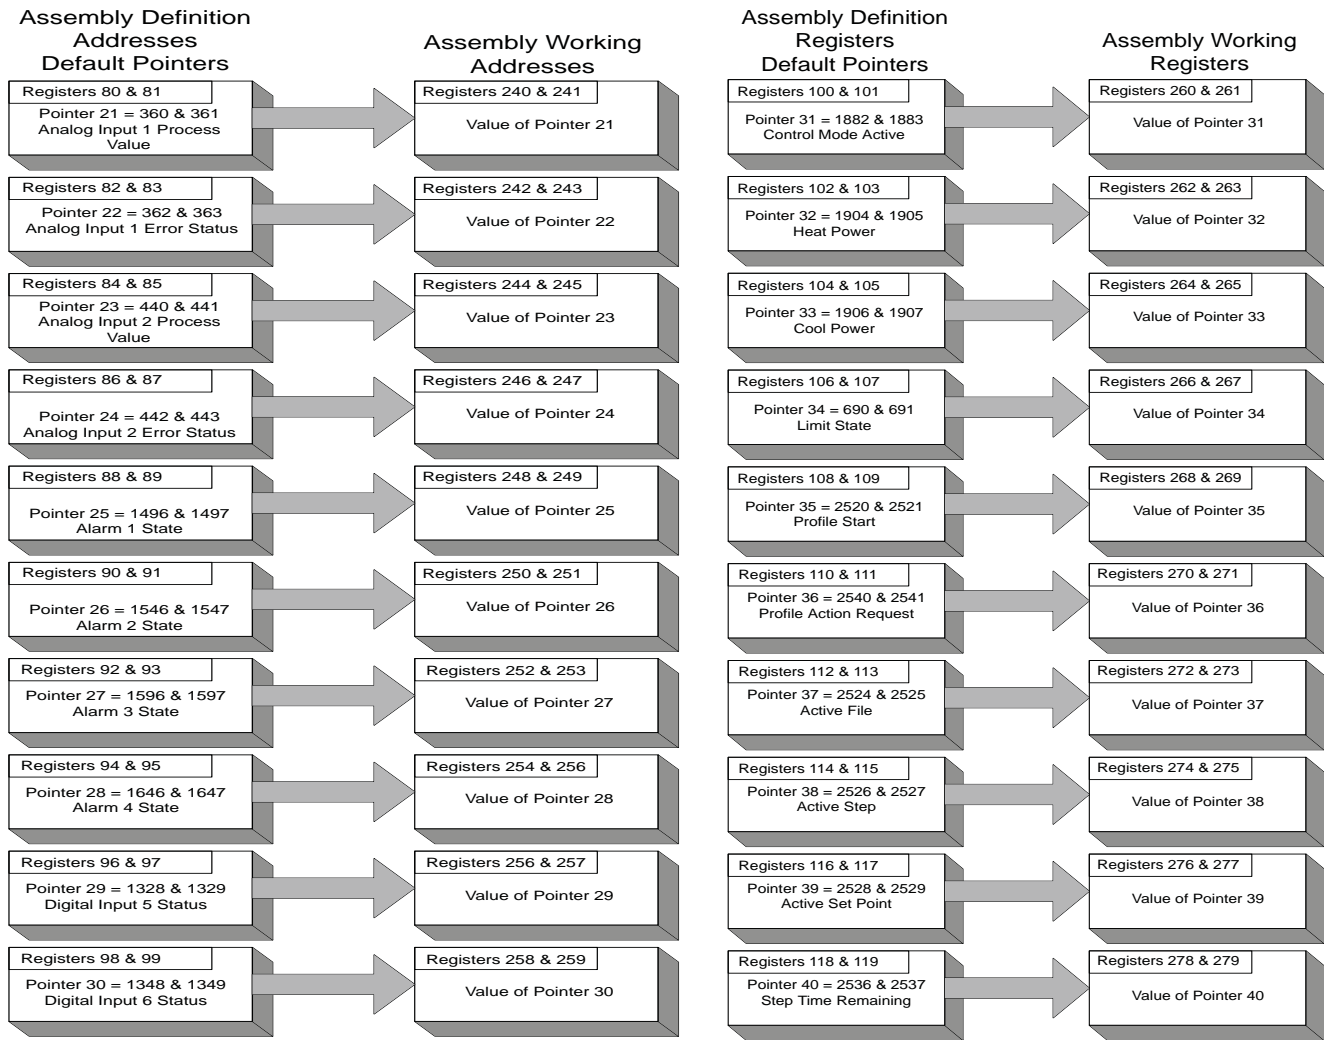 Assembly Definition
Addresses
Default Pointers
Assembly Working
Addresses
Registers 80 & 81
Pointer 21 = 360 & 361
Analog Input 1 Process
Value
Registers 240 & 241
Value of Pointer 21
Registers 82 & 83
Pointer 22 = 362 & 363
Analog Input 1 Error Status
Registers 242 & 243
Value of Pointer 22
Registers 84 & 85
Pointer 23 = 440 & 441
Analog Input 2 Process
Value
Registers 244 & 245
Value of Pointer 23
Registers 86 & 87
Pointer 24 = 442 & 443
Analog Input 2 Error Status
Registers 246 & 247
Value of Pointer 24
Registers 88 & 89
Pointer 25 = 1496 & 1497
Alarm 1 State
Registers 248 & 249
Value of Pointer 25
Registers 90 & 91
Pointer 26 = 1546 & 1547
Alarm 2 State
Registers 250 & 251
Value of Pointer 26
Registers 92 & 93
Pointer 27 = 1596 & 1597
Alarm 3 State
Registers 252 & 253
Value of Pointer 27
Registers 94 & 95
Pointer 28 = 1646 & 1647
Alarm 4 State
Registers 254 & 256
Value of Pointer 28
Registers 96 & 97
Pointer 29 = 1328 & 1329
Digital Input 5 Status
Registers 256 & 257
Value of Pointer 29
Registers 98 & 99
Pointer 30 = 1348 & 1349
Digital Input 6 Status
Registers 258 & 259
Value of Pointer 30
Assembly Definition
Registers
Default Pointers
Assembly Working
Registers
Registers 100 & 101
Pointer 31 = 1882 & 1883
Control Mode Active
Registers 260 & 261
Value of Pointer 31
Registers 102 & 103
Pointer 32 = 1904 & 1905
Heat Power
Registers 262 & 263
Value of Pointer 32
Registers 104 & 105
Pointer 33 = 1906 & 1907
Cool Power
Registers 264 & 265
Value of Pointer 33
Registers 106 & 107
Pointer 34 = 690 & 691
Limit State
Registers 266 & 267
Value of Pointer 34
Registers 108 & 109
Pointer 35 = 2520 & 2521
Profile Start
Registers 268 & 269
Value of Pointer 35
Registers 110 & 111
Pointer 36 = 2540 & 2541
Profile Action Request
Registers 270 & 271
Value of Pointer 36
Registers 112 & 113
Pointer 37 = 2524 & 2525
Active File
Registers 272 & 273
Value of Pointer 37
Registers 114 & 115
Pointer 38 = 2526 & 2527
Active Step
Registers 274 & 275
Value of Pointer 38
Registers 116 & 117
Pointer 39 = 2528 & 2529
Active Set Point
Registers 276 & 277
Value of Pointer 39
Registers 118 & 119
Pointer 40 = 2536 & 2537
Step Time Remaining
Registers 278 & 279
Value of Pointer 40